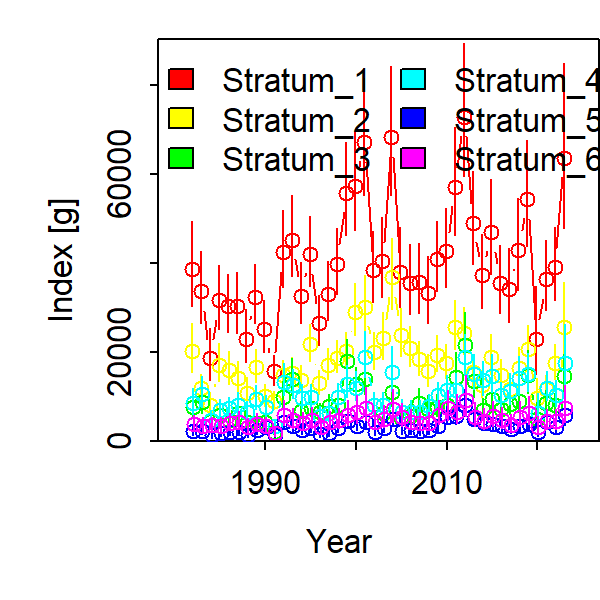 Stratum_1
Stratum_2
Stratum_3
Stratum_4
Stratum_5
Stratum_6
Index [g]
60000
20000
0
1990
2010
Year